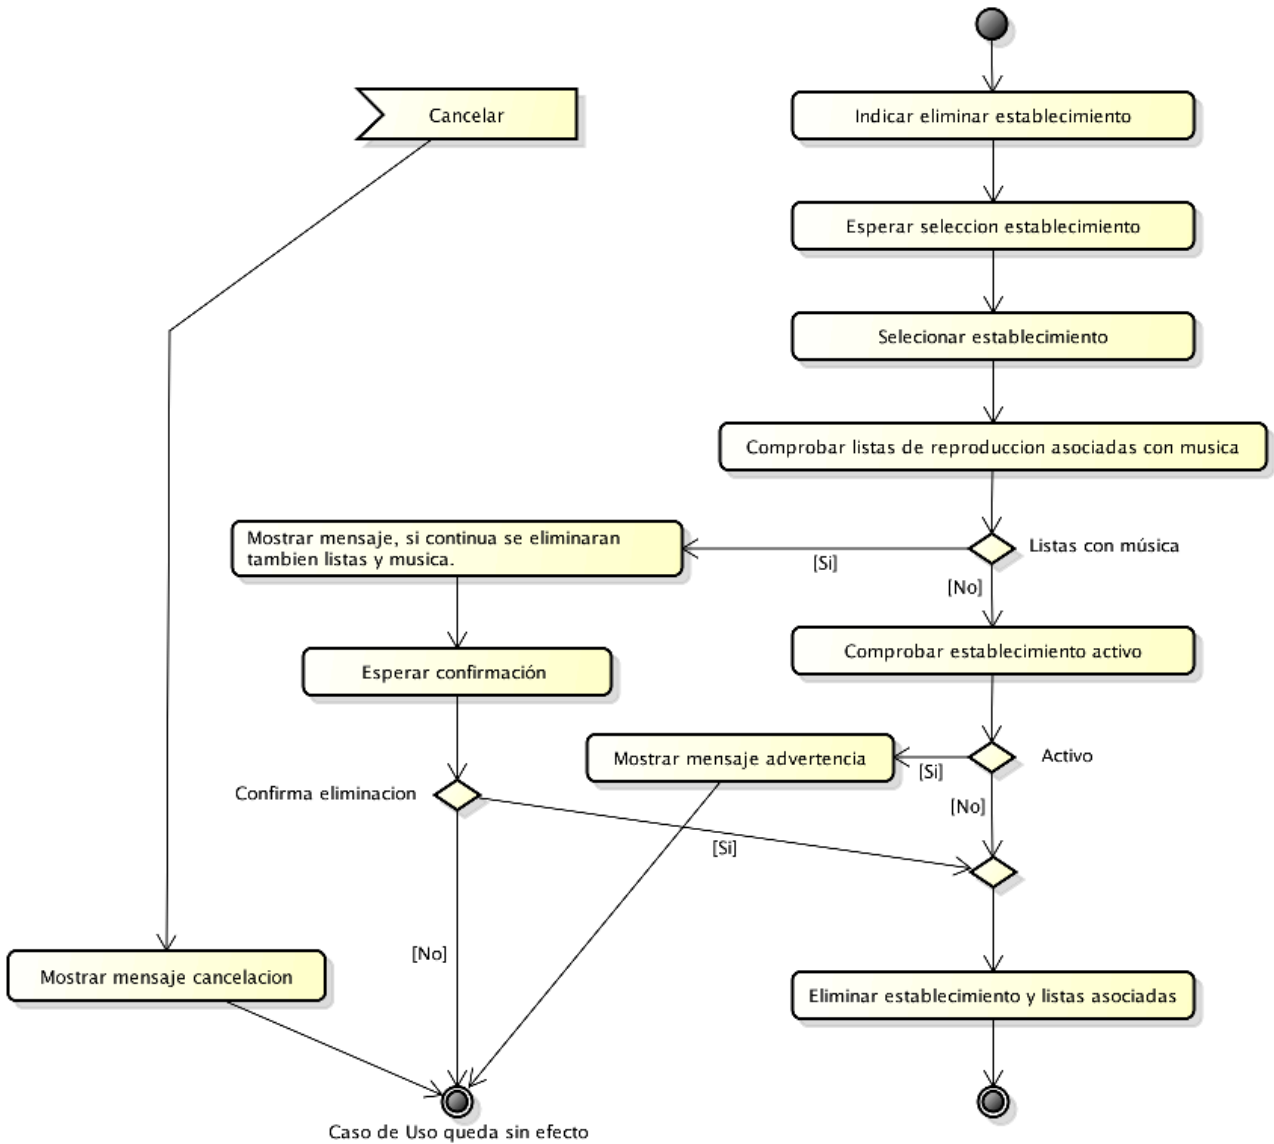 Cancelar
Indicar eliminar establecimiento
Esperar seleccion establecimiento
Selecionar establecimiento
Comprobar listas de reproduccion asociadas con musica
Mostrar mensaje, si continua se eliminaran
tambien listas y musica.
Listas con música
[Si]
[No]
Comprobar establecimiento activo
Esperar confirmación
Mostrar mensaje advertencia
Activo
[Si]
[No]
Confirma eliminacion
[Si]
[No]
Mostrar mensaje cancelacion
Eliminar establecimiento y listas asociadas
Caso de Uso queda sin efecto